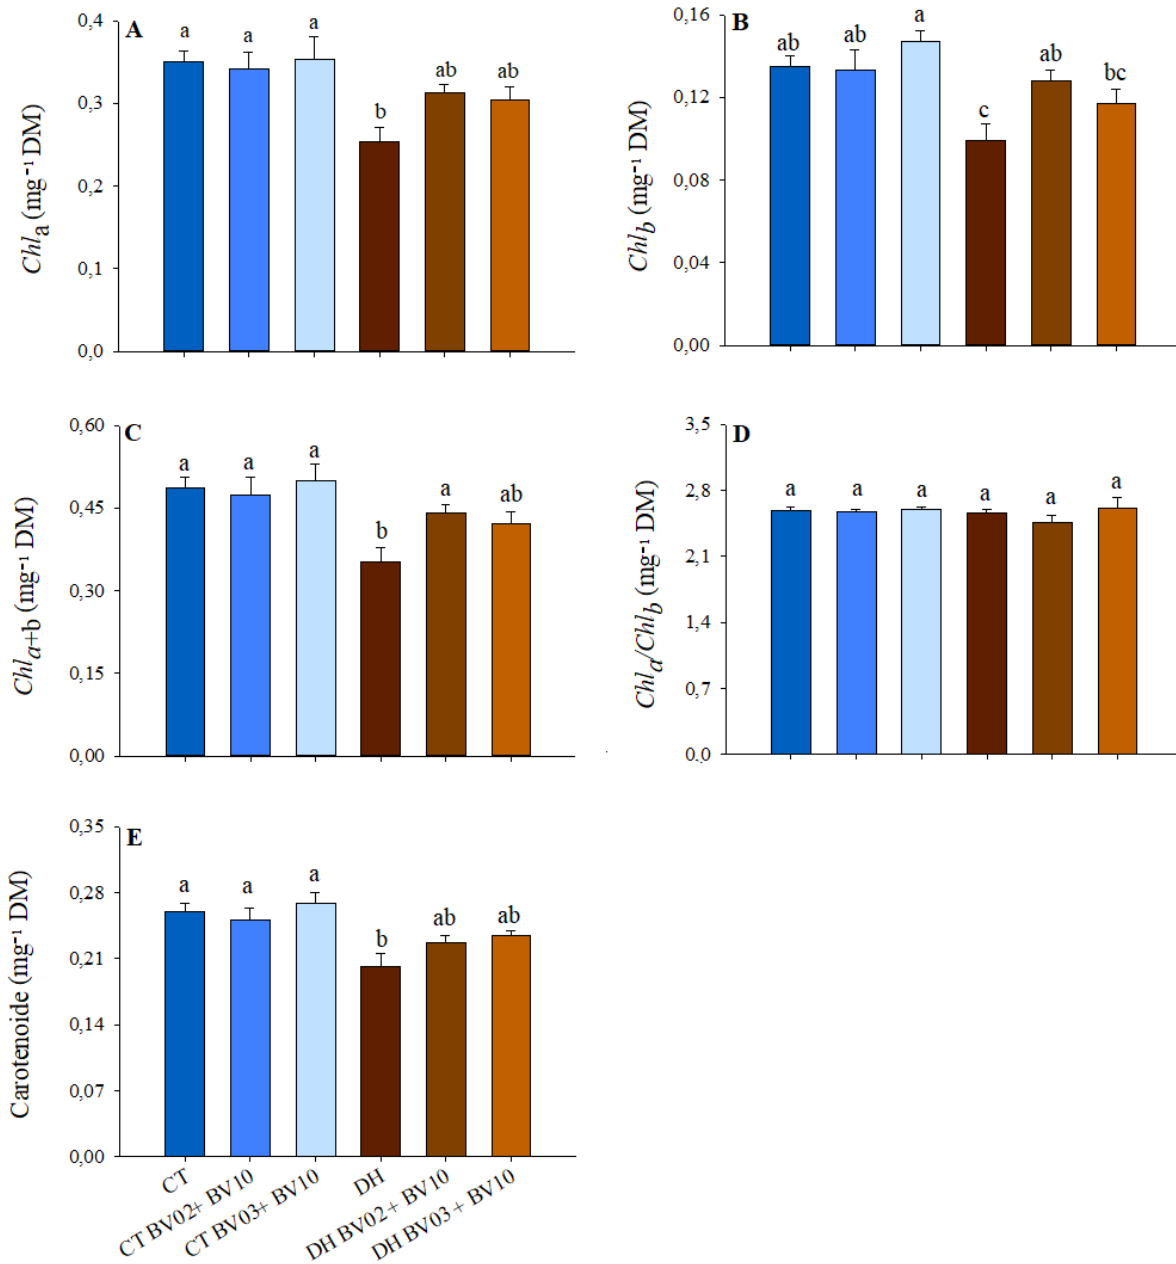 A
Chla (mg⁻¹ DM)
0,4
0,3
0,2
0,1
0,0
a
a
a
b
ab
ab
B
Chlb (mg⁻¹ DM)
0,16
0,12
0,08
0,04
0,00
ab
ab
a
c
ab
bc
C
Chla+b (mg⁻¹ DM)
0,60
0,45
0,30
0,15
0,00
a
a
a
b
a
ab
D
Chla/Chlb (mg⁻¹ DM)
3,5
2,8
2,1
1,4
0,7
0,0
a
a
a
a
a
a
E
Carotenoide (mg⁻¹ DM)
0,35
0,28
0,21
0,14
0,07
0,00
a
a
a
b
ab
ab
CT
CT BV02+ BV10
CT BV03+ BV10
DH
DH BV02 + BV10
DH BV03 + BV10